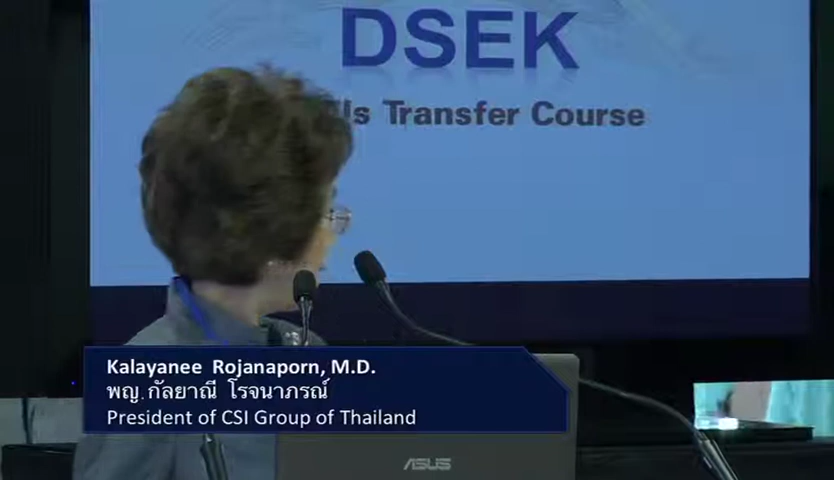 DSEK
ls Transfer Course
Kalayanee Rojanaporn, M.D.
พญ. กัลยาณี โรจนาภรณ์
President of CSI Group of Thailand
ASUS